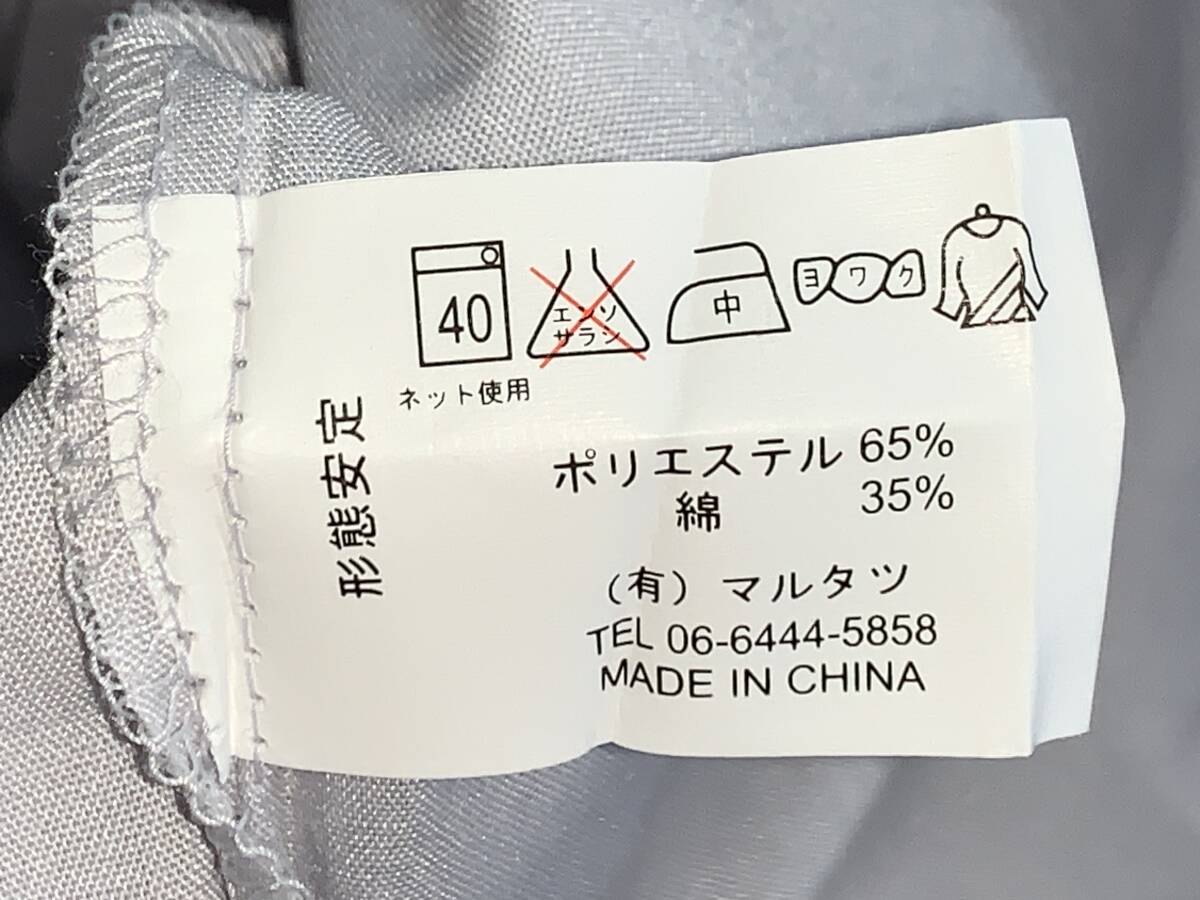 40
エンソ
サラシ
中
ヨワク
ネット使用
形態安定
ポリエステル 65%
綿 35%
(有) マルタツ
TEL 06-6444-5858
MADE IN CHINA